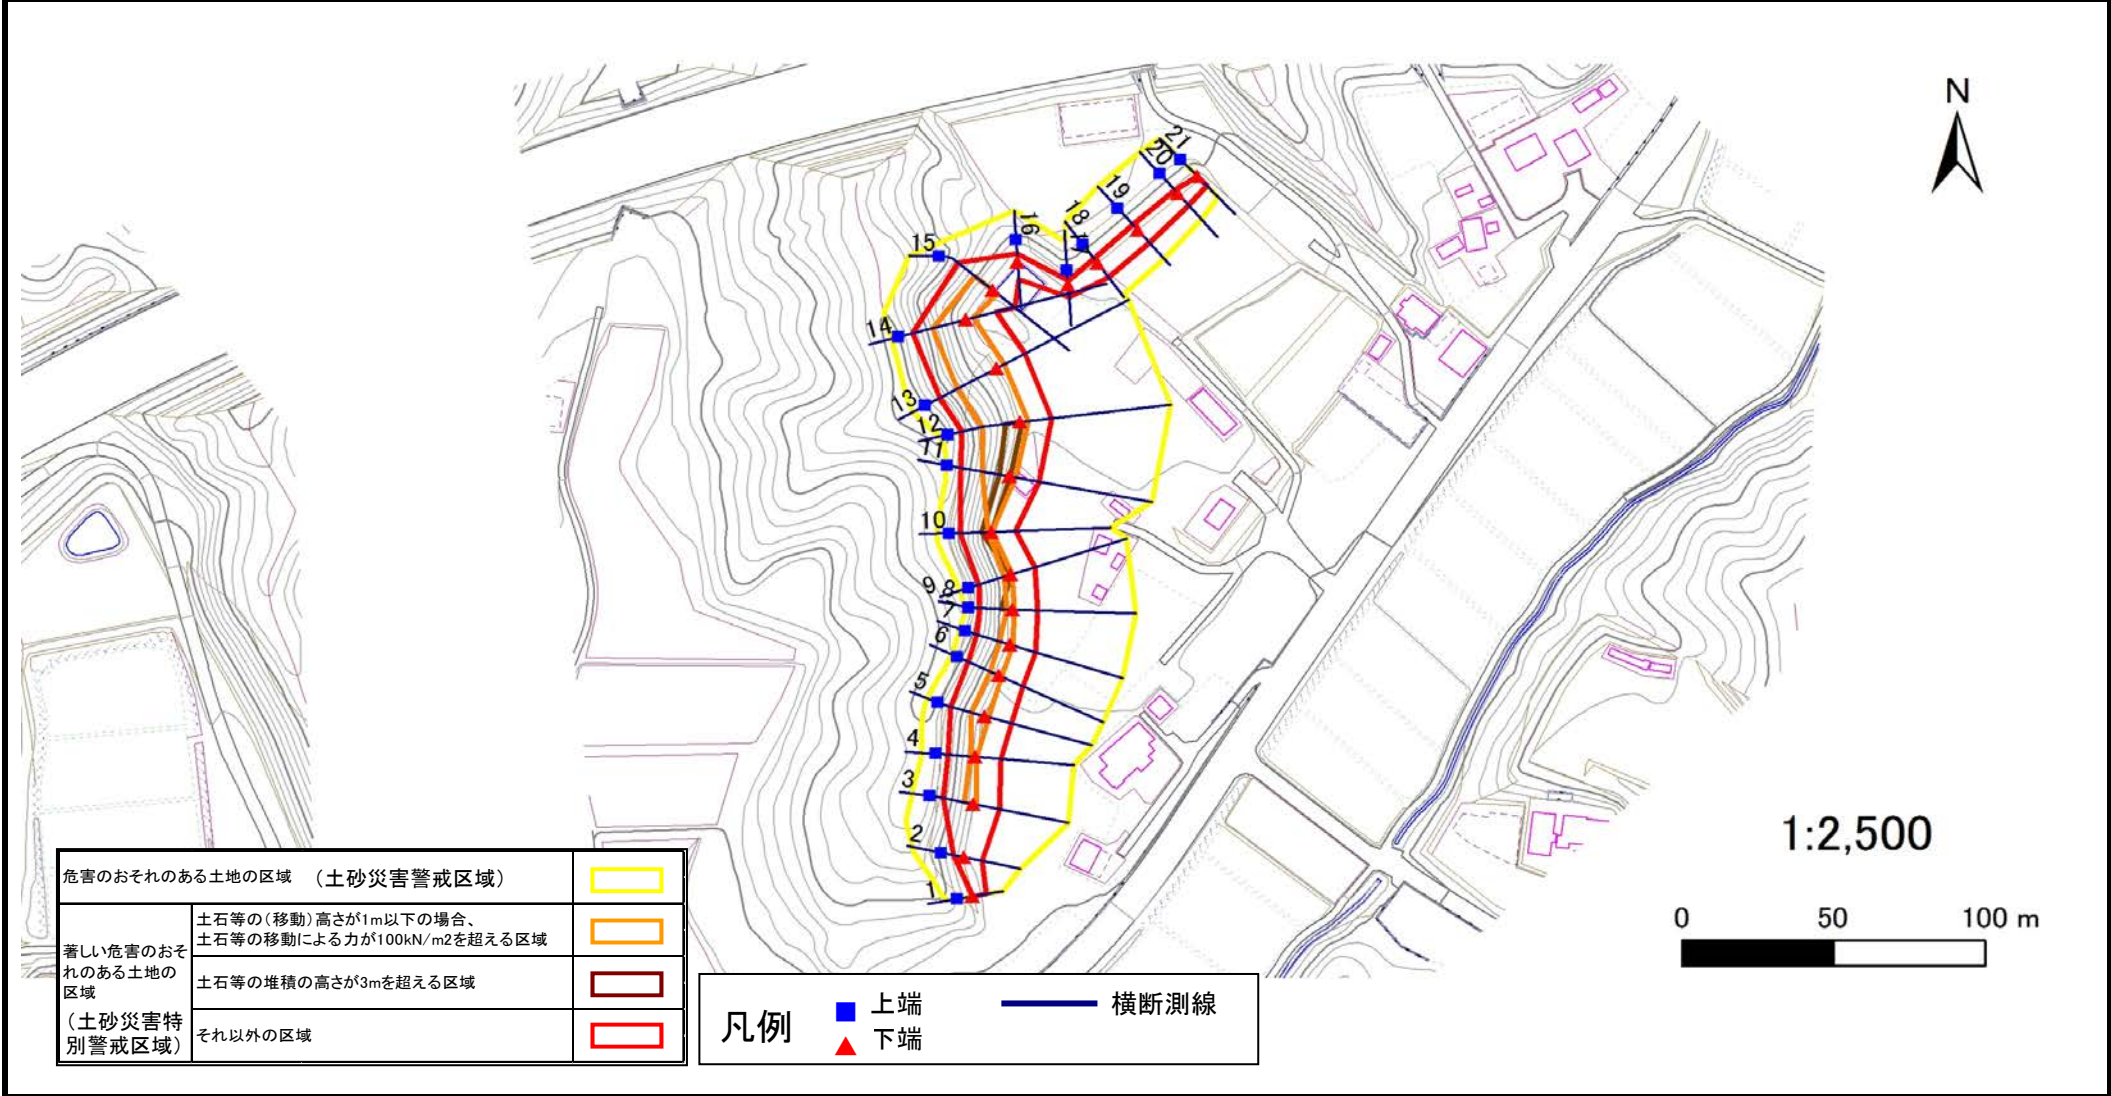 N
21
20
19
18
17
16
15
14
13
12
11
10
9
8
7
6
5
4
3
2
1
1:2,500
0 50 100 m
危害のおそれのある土地の区域 （土砂災害警戒区域）
著しい危害のおそ
れのある土地の
区域
（土砂災害特
別警戒区域）
土石等の（移動）高さが1m以下の場合、
土石等の移動による力が100kN/m2を超える区域
土石等の堆積の高さが3mを超える区域
それ以外の区域
凡例
上端
下端
横断測線